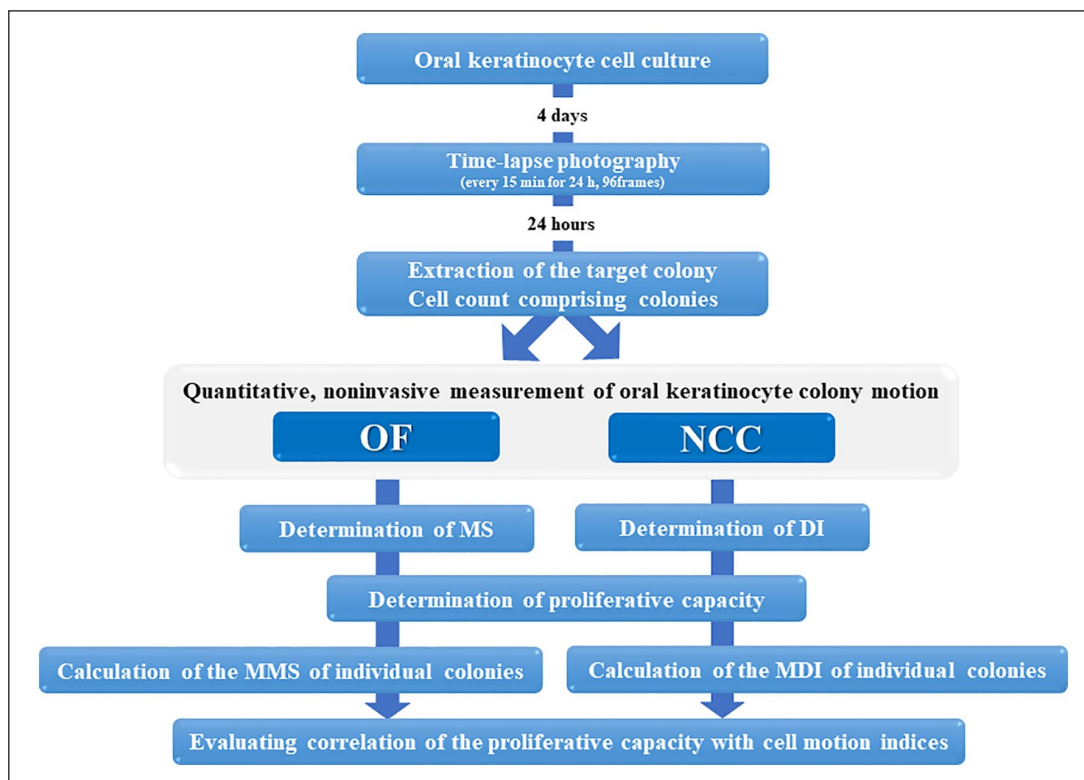 Oral keratinocyte cell culture
4 days
Time-lapse photography
(every 15 min for 24 h, 96frames)
24 hours
Extraction of the target colony
Cell count comprising colonies
Quantitative, noninvasive measurement of oral keratinocyte colony motion
OF
NCC
Determination of MS
Determination of DI
Determination of proliferative capacity
Calculation of the MMS of individual colonies
Calculation of the MDI of individual colonies
Evaluating correlation of the proliferative capacity with cell motion indices